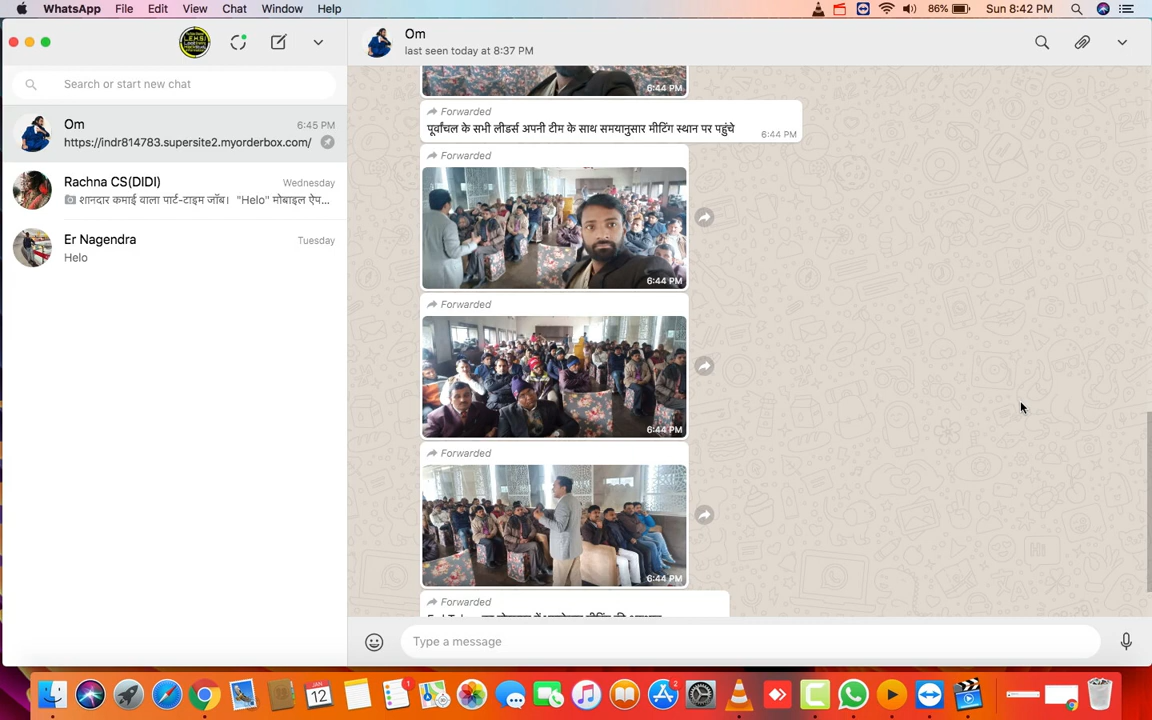 WhatsApp File Edit View Chat Window Help 86% Sun 8:42 PM
Om
last seen today at 8:37 PM
Search or start new chat
Om 6:45 PM
https://indr814783.supersite2.myorderbox.com/
Rachna CS(DIDI) Wednesday
शानदार कमाई वाला पार्ट-टाइम जॉब। "Helo" मोबाइल ऐप...
Er Nagendra Tuesday
Helo
6:44 PM
Forwarded
पूर्वांचल के सभी लीडर्स अपनी टीम के साथ समयानुसार मीटिंग स्थान पर पहुंचे 6:44 PM
Forwarded
6:44 PM
Forwarded
6:44 PM
Forwarded
6:44 PM
Forwarded
Type a message
JAN
12
1
2